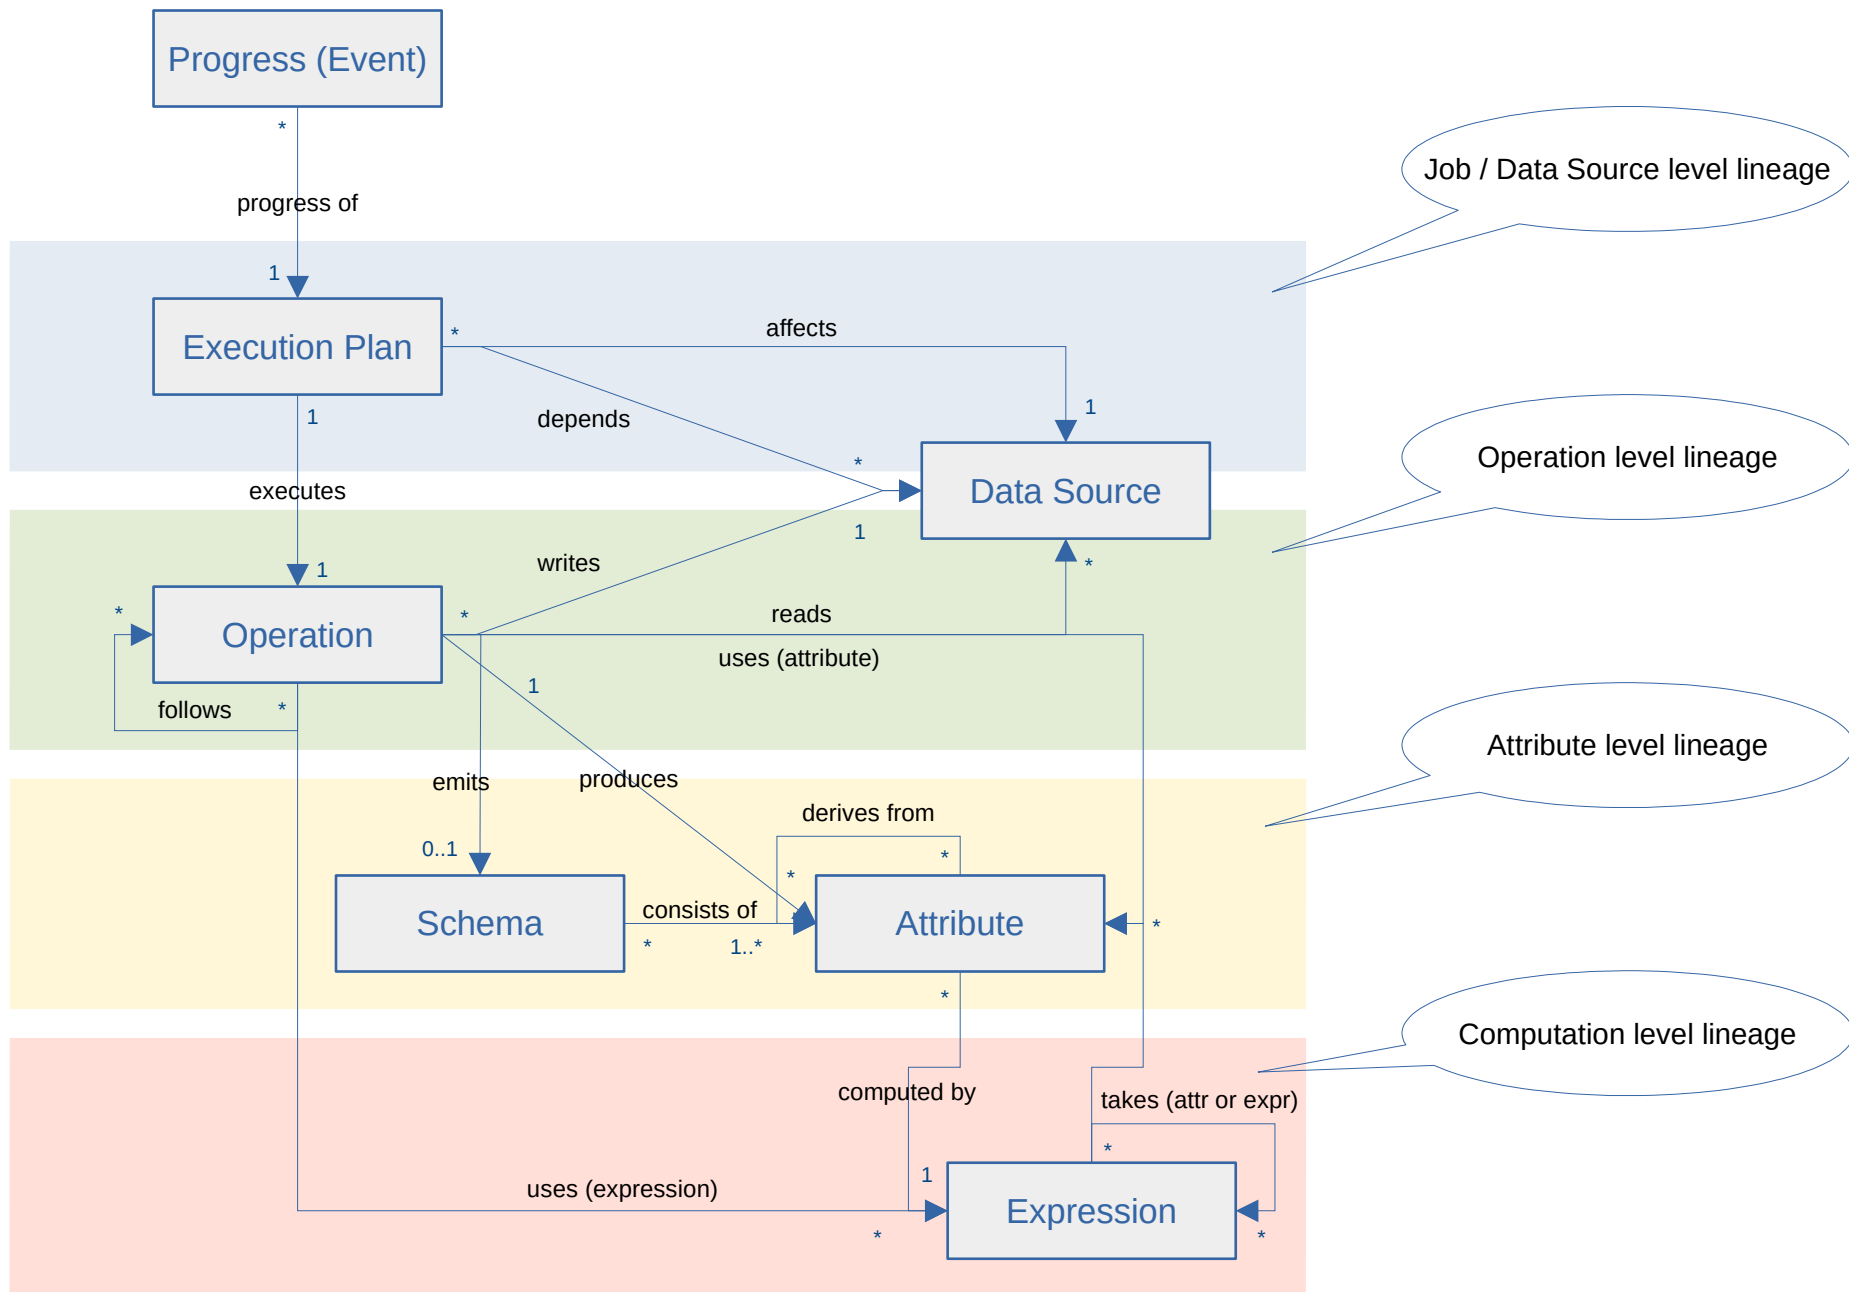 Progress (Event)
*
progress of
1
Job / Data Source level lineage
Execution Plan
*
affects
1
depends
1
*
Data Source
executes
Operation level lineage
writes
1
*
1
*
Operation
*
reads
uses (attribute)
1
follows
*
emits
produces
Attribute level lineage
derives from
0..1
*
*
Schema
consists of
*
1..*
*
Attribute
*
*
Computation level lineage
computed by
takes (attr or expr)
*
uses (expression)
1
*
Expression
*